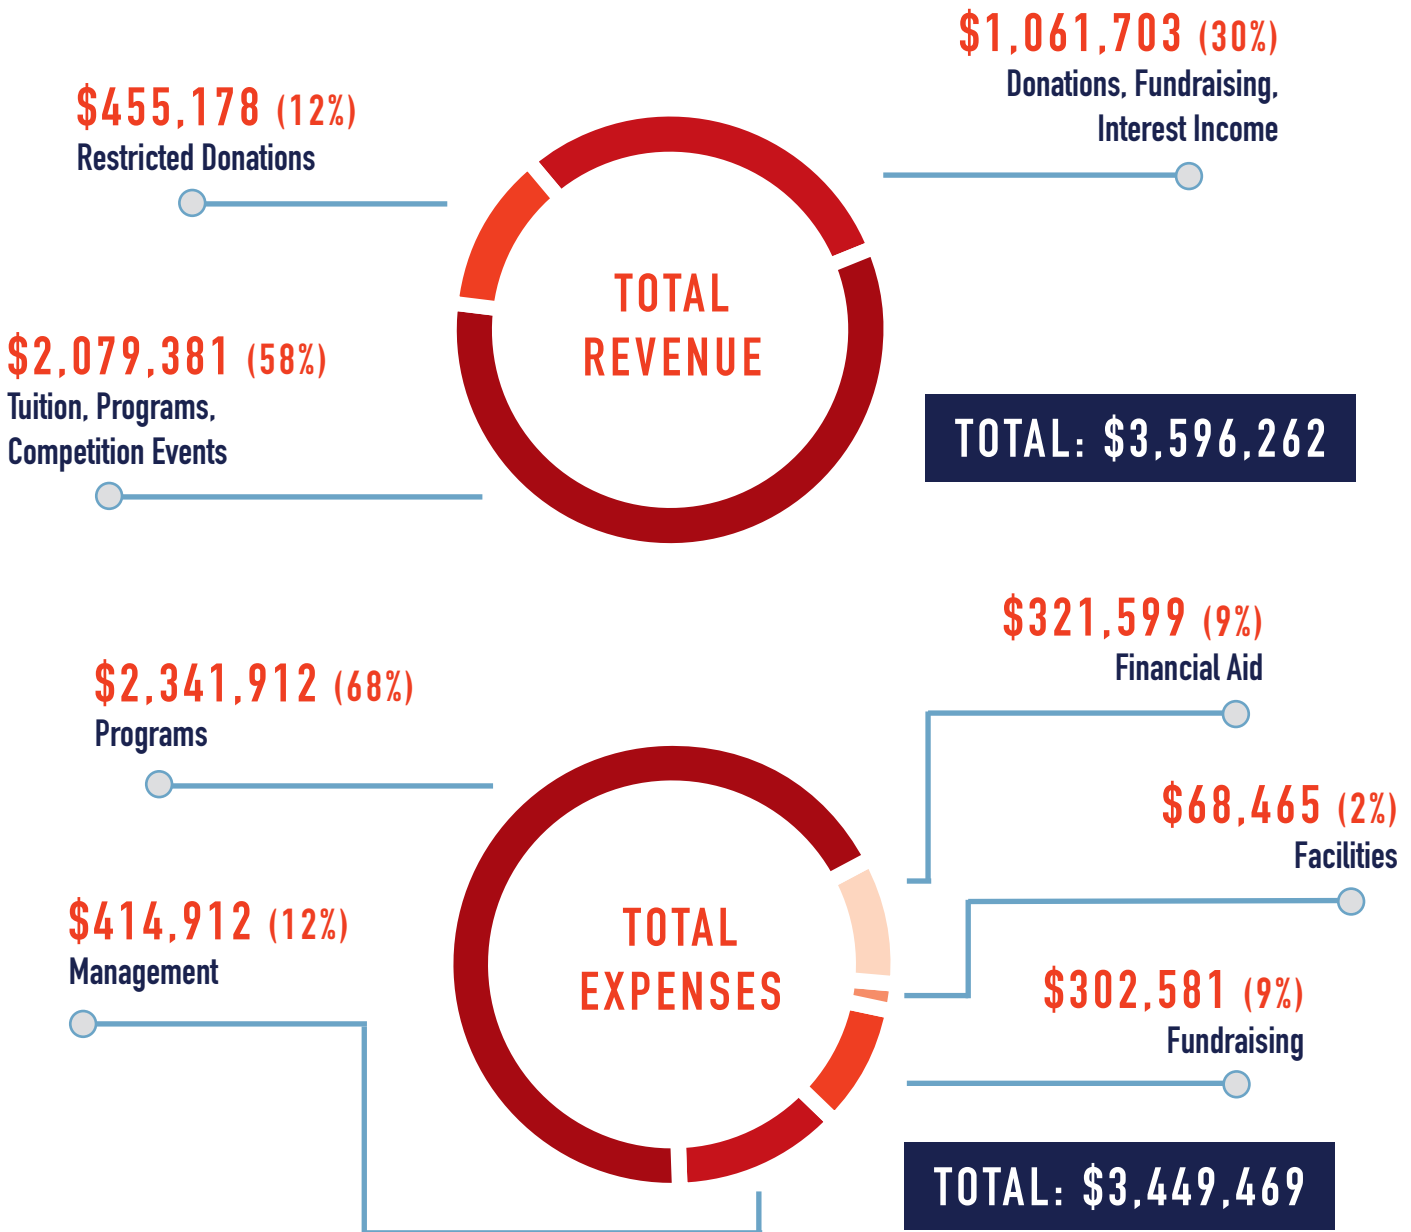 $1,061,703 (30%)
Donations, Fundraising,
Interest Income
$455,178 (12%)
Restricted Donations
TOTAL
REVENUE
$2,079,381 (58%)
Tuition, Programs,
Competition Events
TOTAL: $3,596,262
$321,599 (9%)
Financial Aid
$2,341,912 (68%)
Programs
$68,465 (2%)
Facilities
$414,912 (12%)
Management
TOTAL
EXPENSES
$302,581 (9%)
Fundraising
TOTAL: $3,449,469